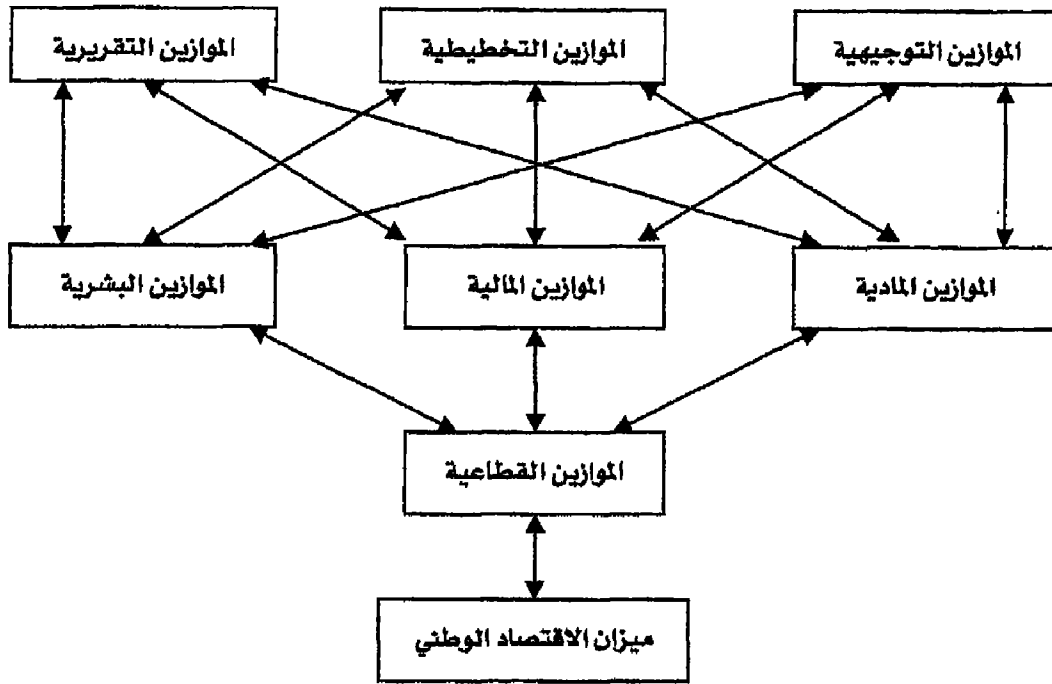 الموازين التوجيهية
الموازين التخطيطية
الموازين التقريرية
الموازين المادية
الموازين المالية
الموازين البشرية
الموازين القطاعية
ميزان الاقتصاد الوطني